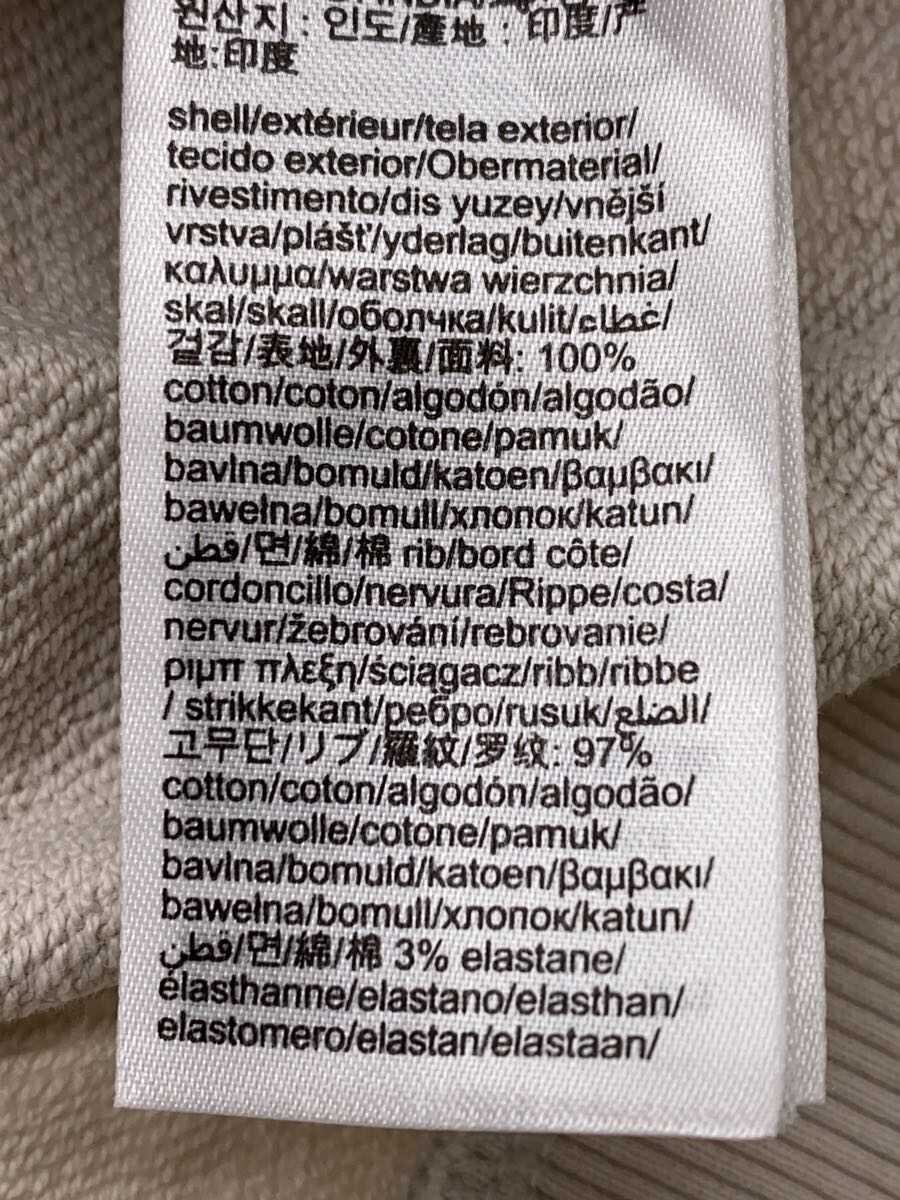 원산지 : 인도/產地 : 印度/产
地:印度
shell/extérieur/tela exterior/
tecido exterior/Obermaterial/
rivestimento/dis yuzey/vnější
vrstva/plášť/yderlag/buitenkant/
καλυμμα/warstwa wierzchnia/
skal/skall/оболчка/kulit/غطاء/
겉감/表地/外裏/面料: 100%
cotton/coton/algodón/algodão/
baumwolle/cotone/pamuk/
bavlna/bomuld/katoen/βαμβακι/
bawełna/bomull/хлопок/katun/
قطن/면/綿/棉 rib/bord côte/
cordoncillo/nervura/Rippe/costa/
nervur/žebrování/rebrovanie/
ριμπ πλεξη/ściągacz/ribb/ribbe
/ strikkekant/ребро/rusuk/الضلع/
고무단/リブ/羅紋/罗纹: 97%
cotton/coton/algodón/algodão/
baumwolle/cotone/pamuk/
bavlna/bomuld/katoen/βαμβακι/
bawełna/bomull/хлопок/katun/
قطن/면/綿/棉 3% elastane/
élasthanne/elastano/elasthan/
elastomero/elastan/elastaan/